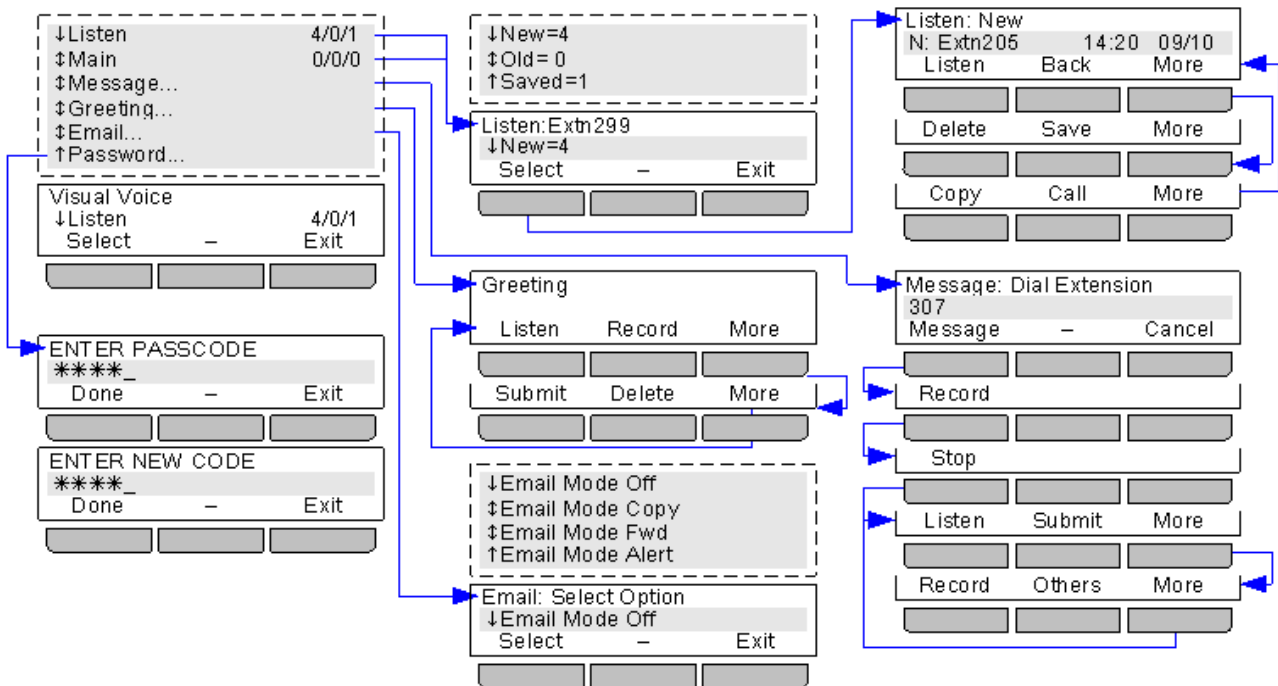 ↓Listen 4/0/1
↕Main 0/0/0
↕Message...
↕Greeting...
↕Email...
↑Password...
Visual Voice
↓Listen 4/0/1
Select – Exit
ENTER PASSCODE
****_
Done – Exit
ENTER NEW CODE
****_
Done – Exit
↓New=4
↕Old= 0
↑Saved=1
Listen:Extn299
↓New=4
Select – Exit
Greeting
Listen Record More
Submit Delete More
↓Email Mode Off
↕Email Mode Copy
↕Email Mode Fwd
↑Email Mode Alert
Email: Select Option
↓Email Mode Off
Select – Exit
Listen: New
N: Extn205 14:20 09/10
Listen Back More
Delete Save More
Copy Call More
Message: Dial Extension
307
Message – Cancel
Record
Stop
Listen Submit More
Record Others More